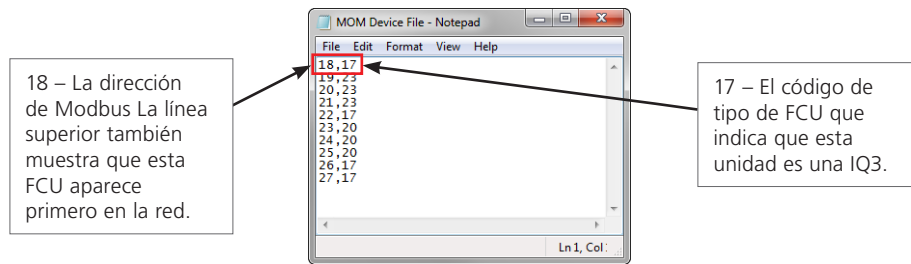 18 – La dirección
de Modbus La línea
superior también
muestra que esta
FCU aparece
primero en la red.
MOM Device File - Notepad
File Edit Format View Help
18,17
19,23
20,23
21,23
22,17
23,20
24,20
25,20
26,17
27,17
Ln 1, Col
17 – El código de
tipo de FCU que
indica que esta
unidad es una IQ3.